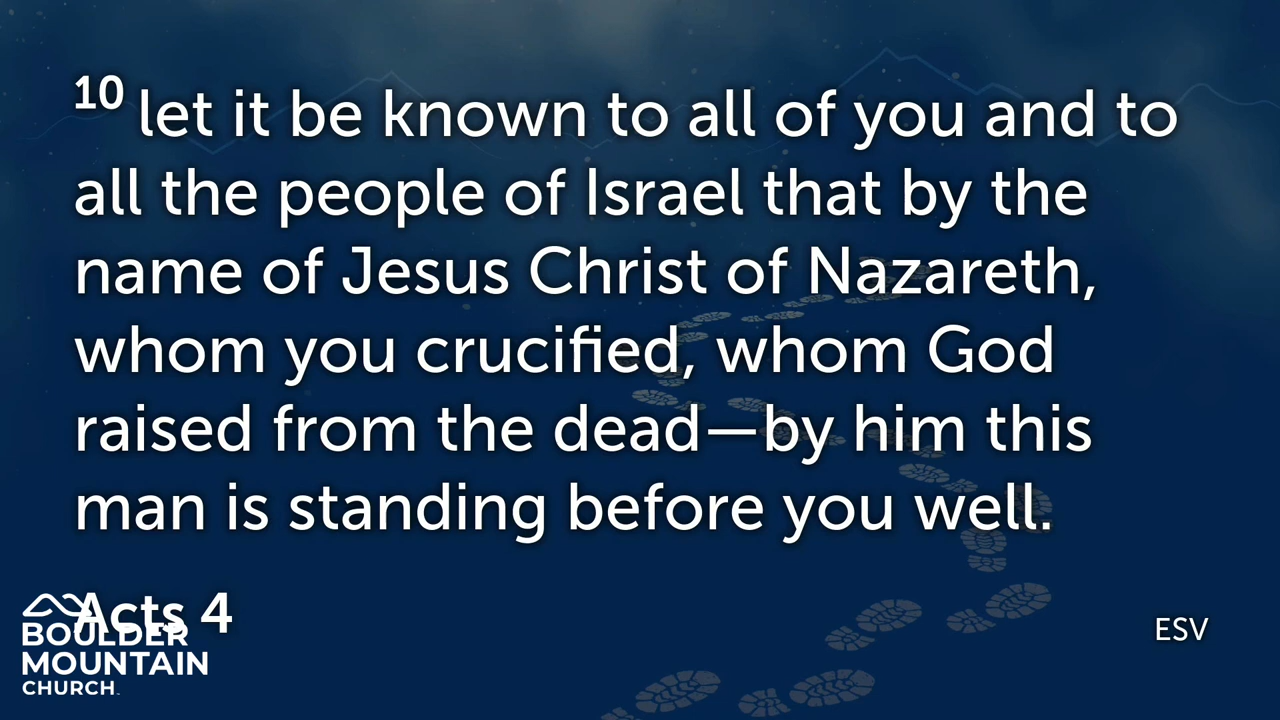 10 let it be known to all of you and to
all the people of Israel that by the
name of Jesus Christ of Nazareth,
whom you crucified, whom God
raised from the dead—by him this
man is standing before you well.
Acts 4
ESV
BOULDER
MOUNTAIN
CHURCH